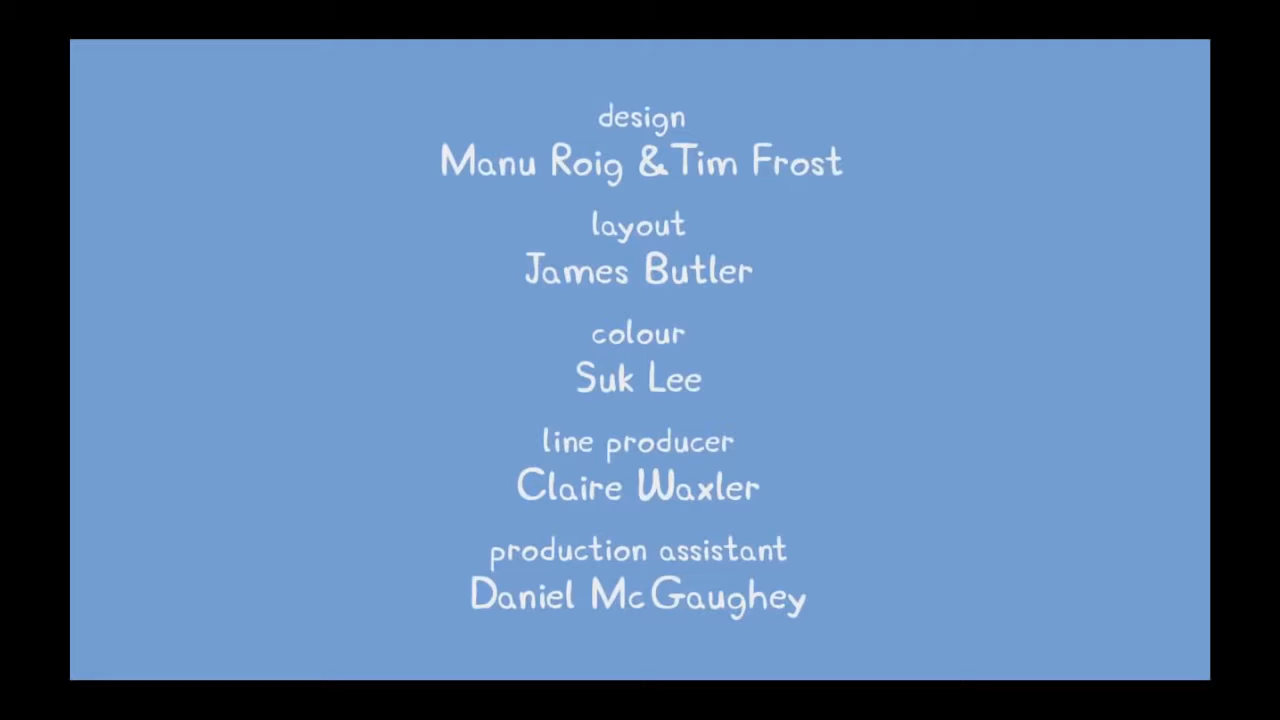 design
Manu Roig & Tim Frost
layout
James Butler
colour
Suk Lee
line producer
Claire Waxler
production assistant
Daniel McGaughey